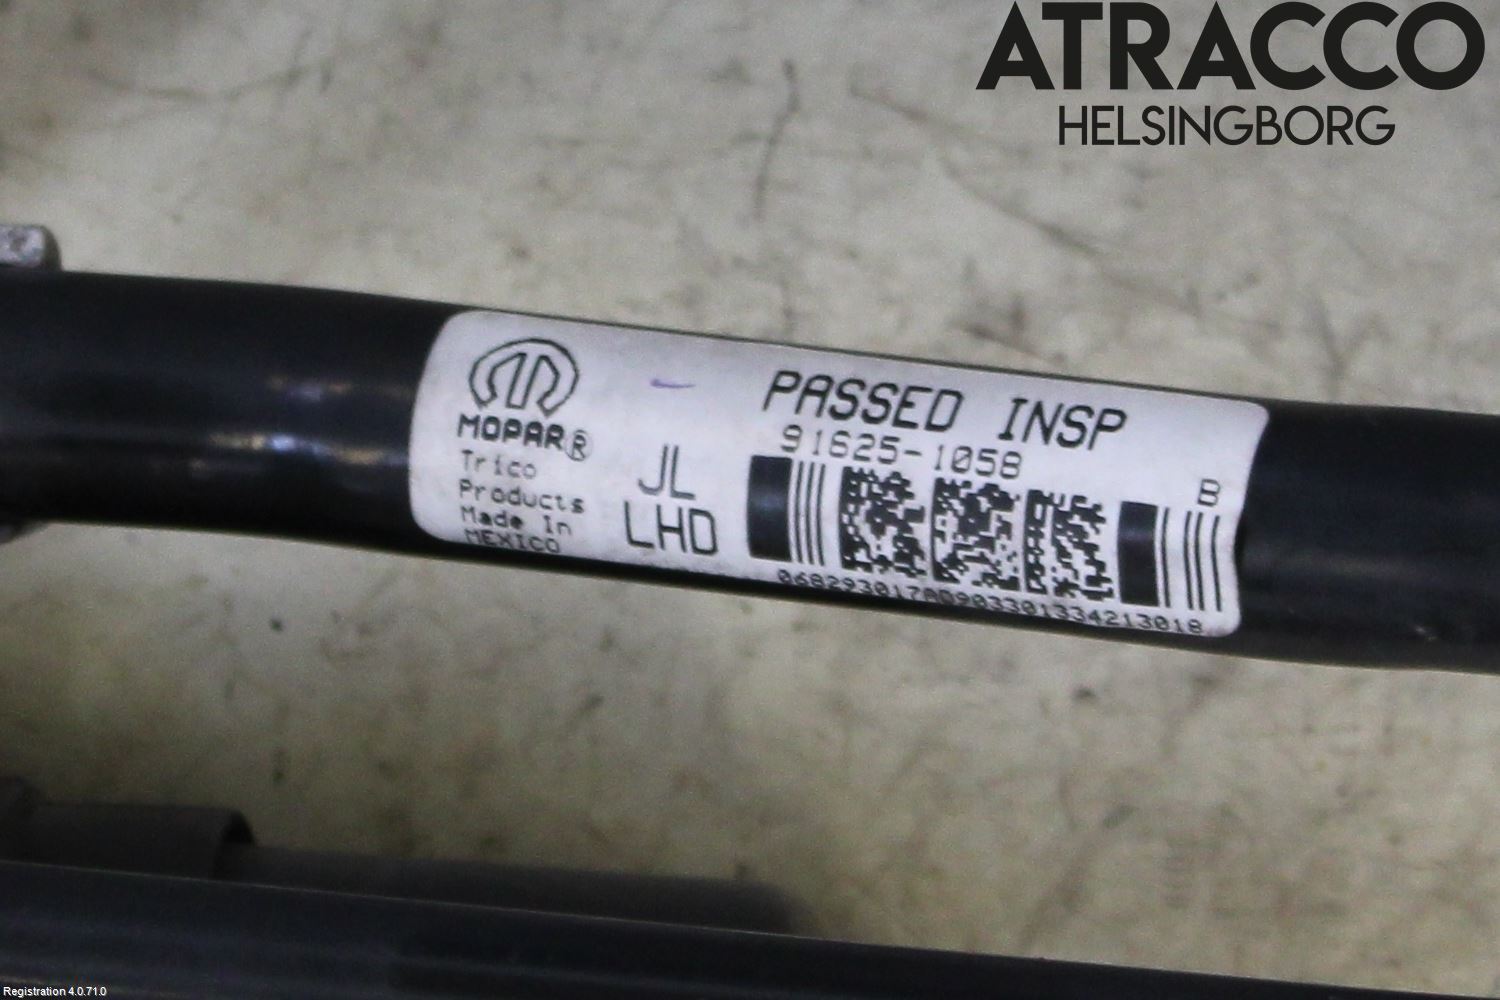 ATRACCO
HELSINGBORG
MOPAR®
Trico
Products
Made In
MEXICO
JL
LHD
PASSED INSP
91625-1058
B
068293017AD903301334213018
Registration 4.0.71.0